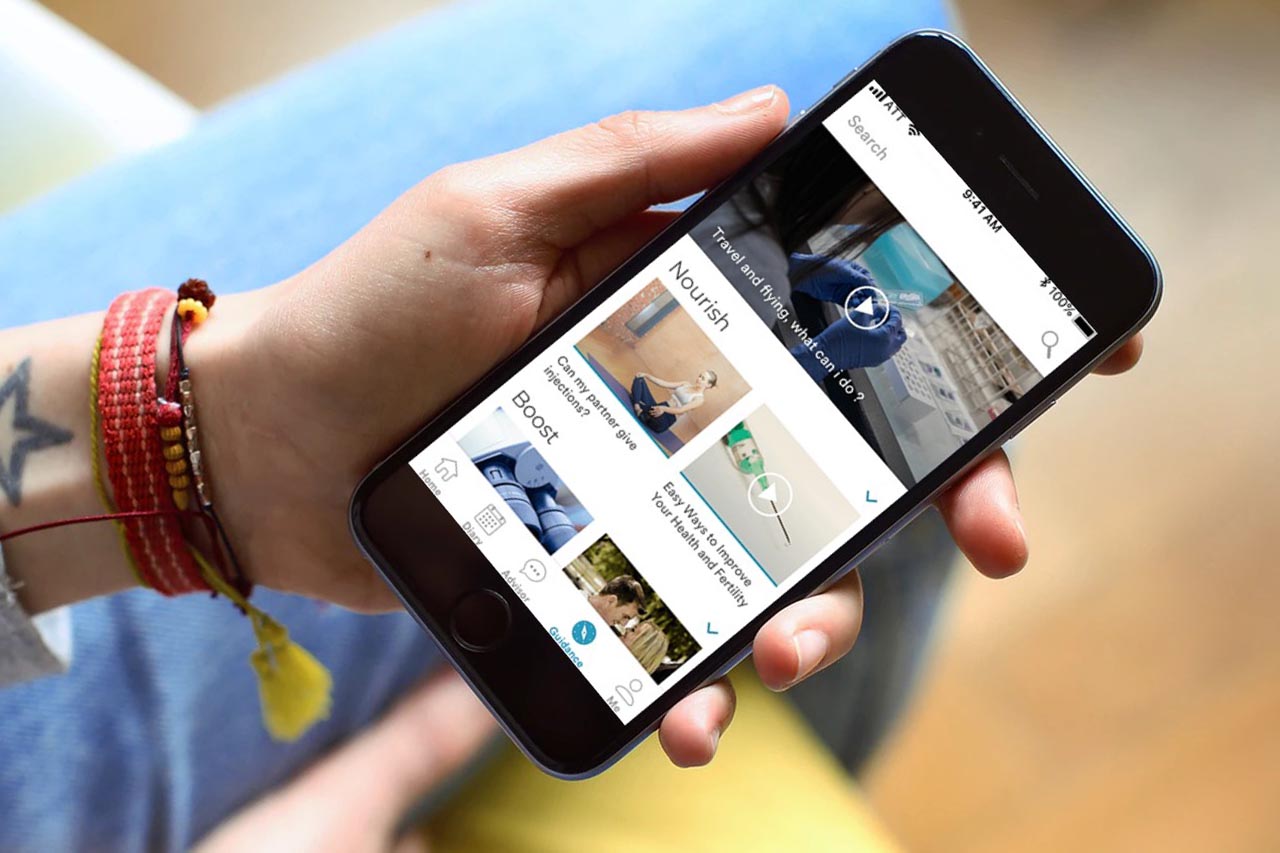 ATT
9:41 AM
100%
Search
Travel and flying, what can i do ?
Nourish
Can my partner give
injections?
Easy Ways to Improve
Your Health and Fertility
Boost
Home
Diary
Advisor
Guidance
Me